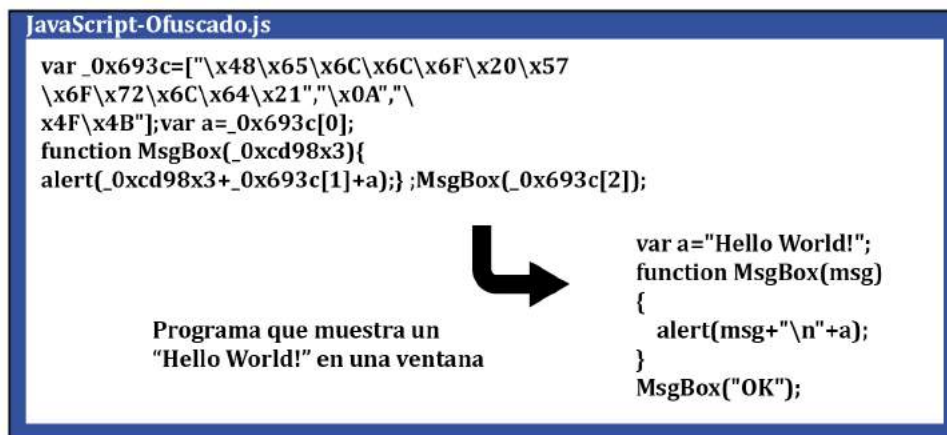 JavaScript-Ofuscado.js
var _0x693c=["\x48\x65\x6C\x6C\x6F\x20\x57
\x6F\x72\x6C\x64\x21","\x0A","\
x4F\x4B"];var a=_0x693c[0];
function MsgBox(_0xcd98x3){
alert(_0xcd98x3+_0x693c[1]+a);} ;MsgBox(_0x693c[2]);
Programa que muestra un
“Hello World!” en una ventana
var a="Hello World!";
function MsgBox(msg)
{
alert(msg+"\n"+a);
}
MsgBox("OK");